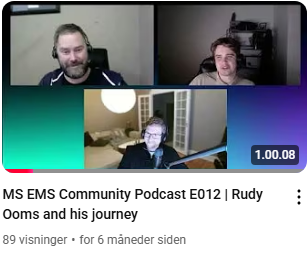 1.00.08
MS EMS Community Podcast E012 | Rudy
Ooms and his journey
89 visninger • for 6 måneder siden